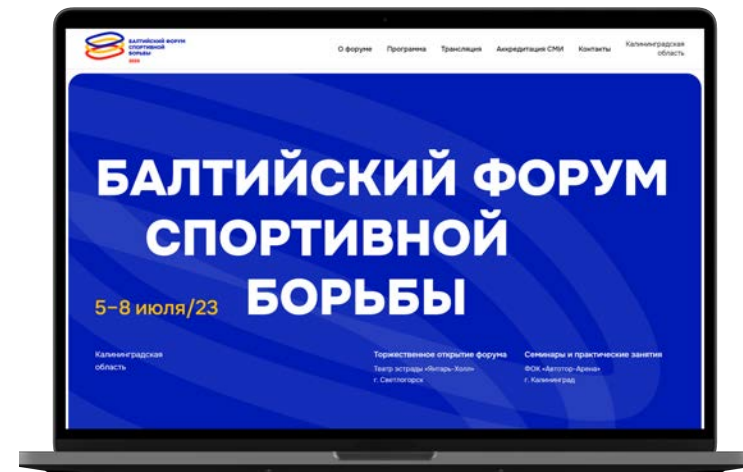 БАЛТИЙСКИЙ ФОРУМ
СПОРТИВНОЙ
БОРЬБЫ
2023
О форуме
Программа
Трансляция
Аккредитация СМИ
Контакты
Калининградская
область
БАЛТИЙСКИЙ ФОРУМ
СПОРТИВНОЙ
5–8 июля/23 БОРЬБЫ
Калининградская
область
Торжественное открытие форума
Театр эстрады «Янтарь-Холл»
г. Светлогорск
Семинары и практические занятия
ФОК «Автотор-Арена»
г. Калининград